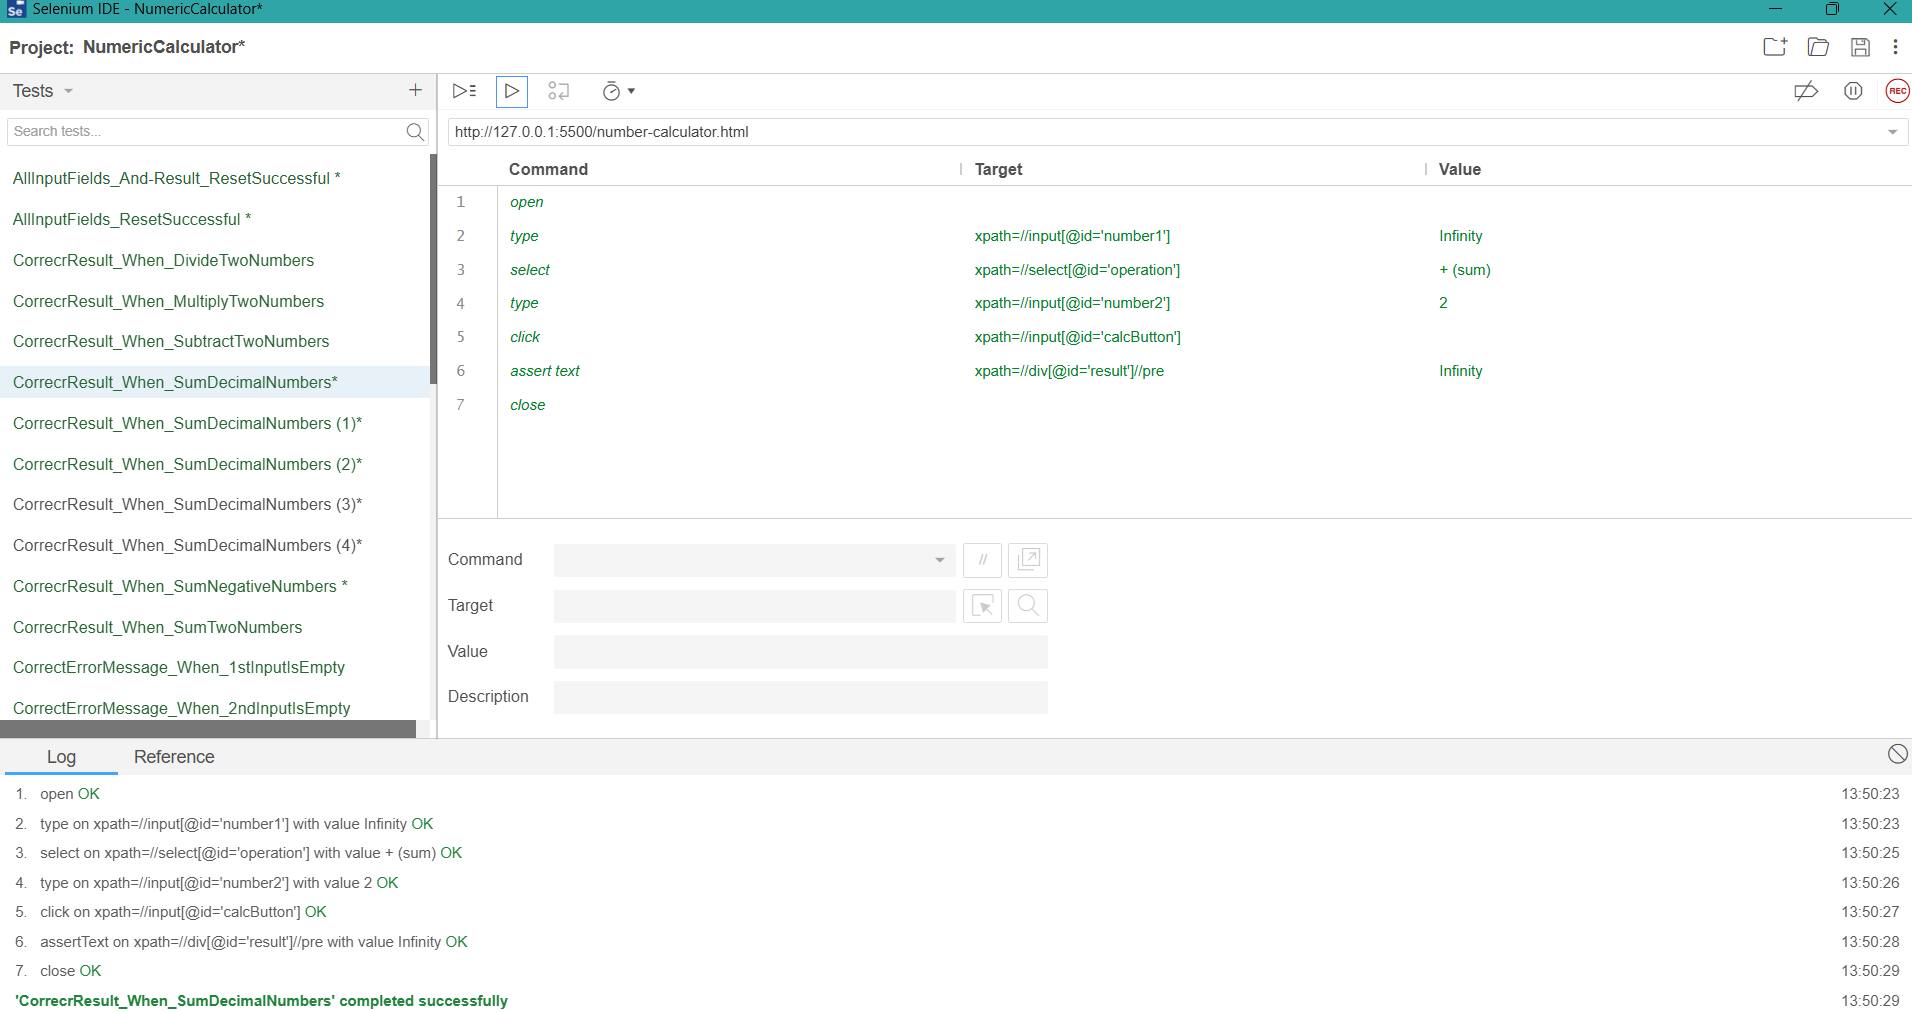 Se Selenium IDE - NumericCalculator*
Project: NumericCalculator*
Tests
Search tests...
AllInputFields_And-Result_ResetSuccessful *
AllInputFields_ResetSuccessful *
CorrecrResult_When_DivideTwoNumbers
CorrecrResult_When_MultiplyTwoNumbers
CorrecrResult_When_SubtractTwoNumbers
CorrecrResult_When_SumDecimalNumbers*
CorrecrResult_When_SumDecimalNumbers (1)*
CorrecrResult_When_SumDecimalNumbers (2)*
CorrecrResult_When_SumDecimalNumbers (3)*
CorrecrResult_When_SumDecimalNumbers (4)*
CorrecrResult_When_SumNegativeNumbers *
CorrecrResult_When_SumTwoNumbers
CorrectErrorMessage_When_1stInputIsEmpty
CorrectErrorMessage_When_2ndInputIsEmpty
REC
http://127.0.0.1:5500/number-calculator.html
Command Target Value
1 open
2 type xpath=//input[@id='number1'] Infinity
3 select xpath=//select[@id='operation'] + (sum)
4 type xpath=//input[@id='number2'] 2
5 click xpath=//input[@id='calcButton']
6 assert text xpath=//div[@id='result']//pre Infinity
7 close
Command //
Target
Value
Description
Log Reference
1. open OK 13:50:23
2. type on xpath=//input[@id='number1'] with value Infinity OK 13:50:23
3. select on xpath=//select[@id='operation'] with value + (sum) OK 13:50:25
4. type on xpath=//input[@id='number2'] with value 2 OK 13:50:26
5. click on xpath=//input[@id='calcButton'] OK 13:50:27
6. assertText on xpath=//div[@id='result']//pre with value Infinity OK 13:50:28
7. close OK 13:50:29
'CorrecrResult_When_SumDecimalNumbers' completed successfully 13:50:29